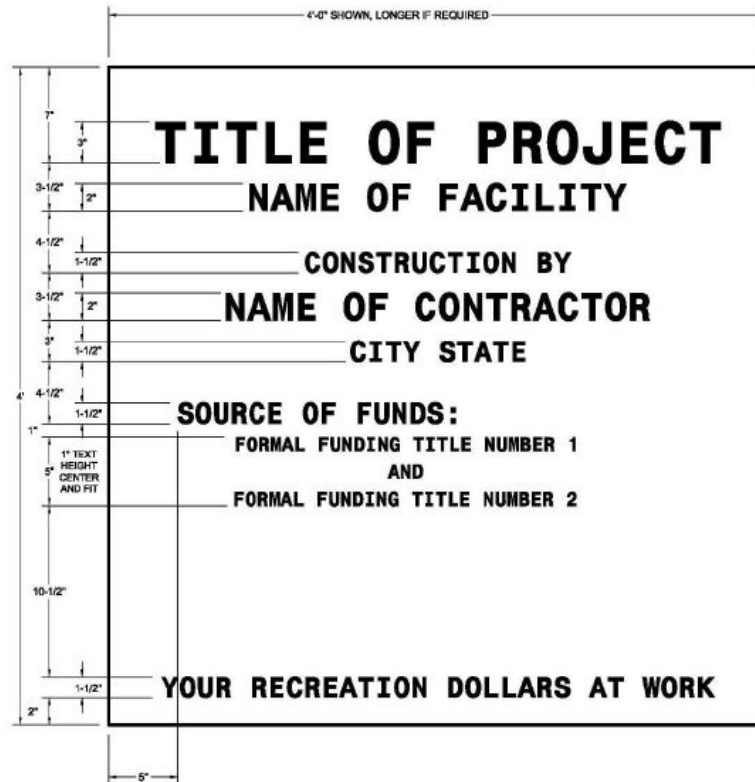 4'-0" SHOWN, LONGER IF REQUIRED
7"
3"
TITLE OF PROJECT
3-1/2"
2"
NAME OF FACILITY
4-1/2"
1-1/2"
CONSTRUCTION BY
3-1/2"
2"
NAME OF CONTRACTOR
3"
1-1/2"
CITY STATE
4'
4-1/2"
1-1/2"
SOURCE OF FUNDS:
1"
5"
1" TEXT
HEIGHT
CENTER
AND FIT
FORMAL FUNDING TITLE NUMBER 1
AND
FORMAL FUNDING TITLE NUMBER 2
10-1/2"
1-1/2"
YOUR RECREATION DOLLARS AT WORK
2"
5"